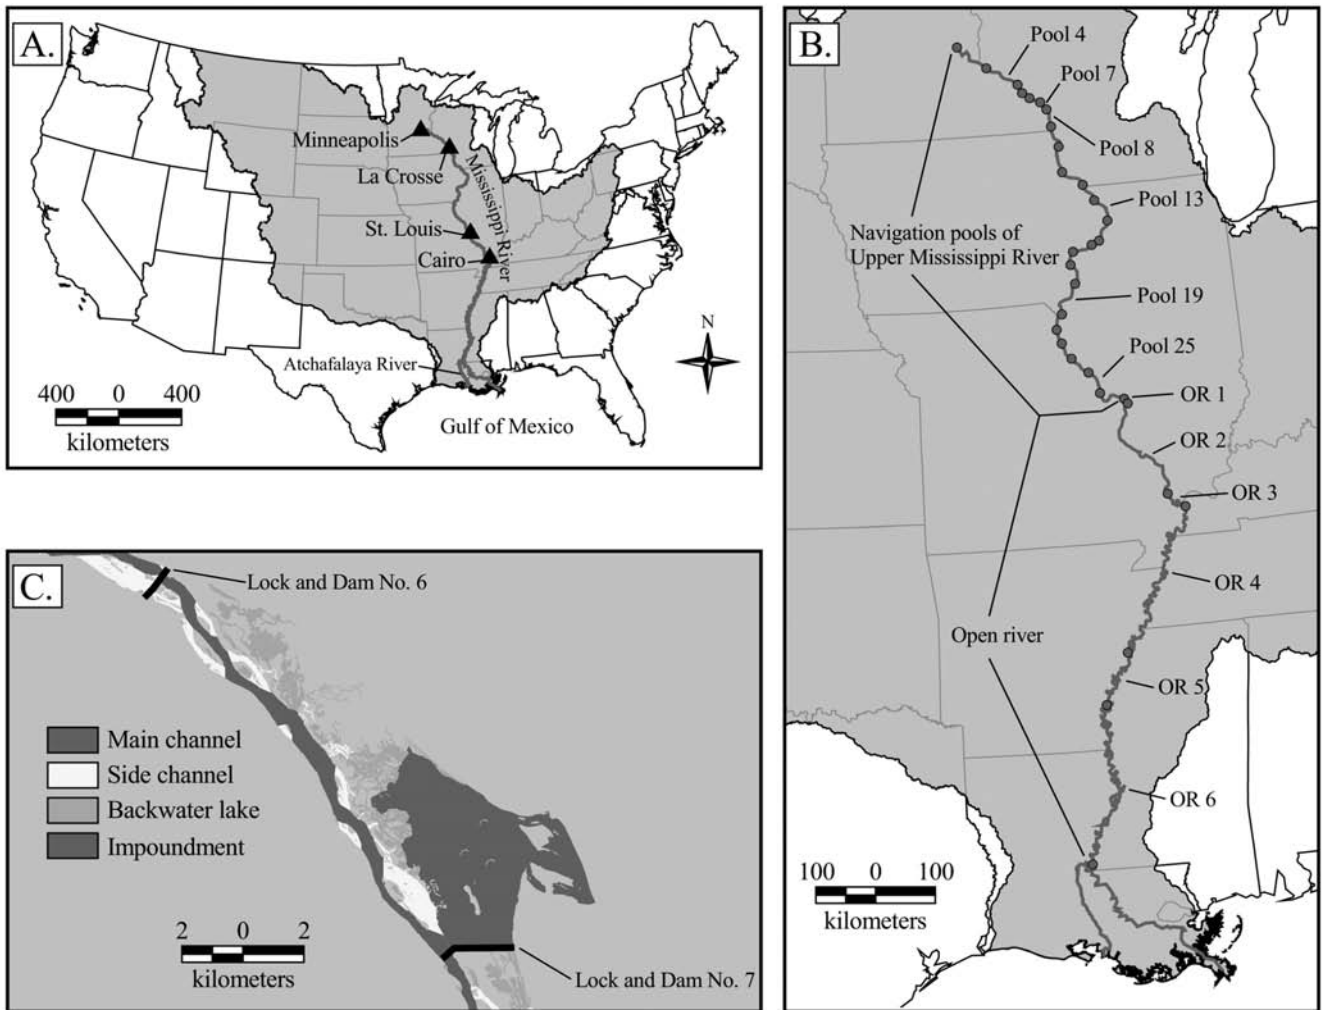 A.
Minneapolis
La Crosse
Mississippi River
St. Louis
Cairo
Atchafalaya River
Gulf of Mexico
N
400 0 400
kilometers
B.
Pool 4
Pool 7
Pool 8
Pool 13
Navigation pools of
Upper Mississippi River
Pool 19
Pool 25
OR 1
OR 2
OR 3
OR 4
Open river
OR 5
OR 6
100 0 100
kilometers
C.
Lock and Dam No. 6
Main channel
Side channel
Backwater lake
Impoundment
2 0 2
kilometers
Lock and Dam No. 7